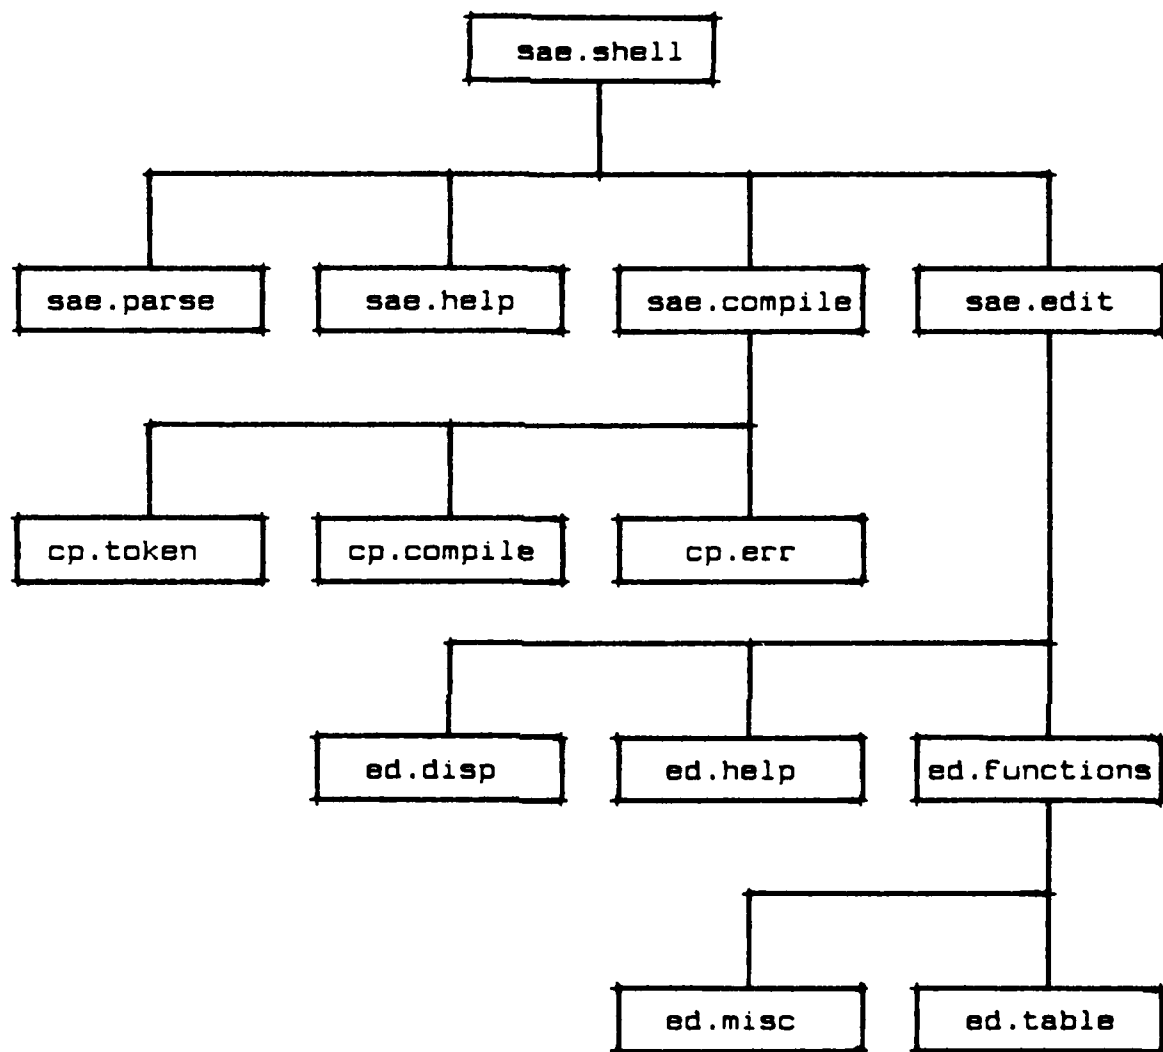 sae.shell
sae.parse
sae.help
sae.compile
sae.edit
cp.token
cp.compile
cp.err
ed.disp
ed.help
ed.functions
ed.misc
ed.table